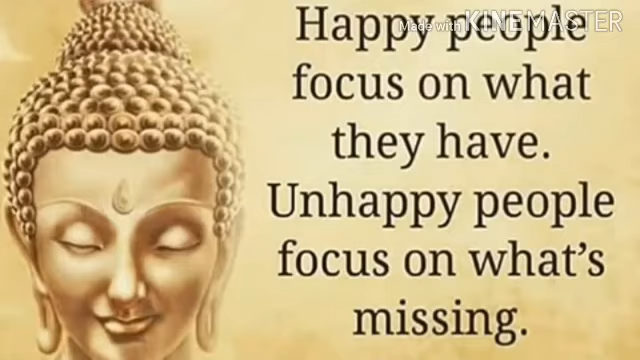 Happy people
Made with KINEMASTER
focus on what
they have.
Unhappy people
focus on what’s
missing.